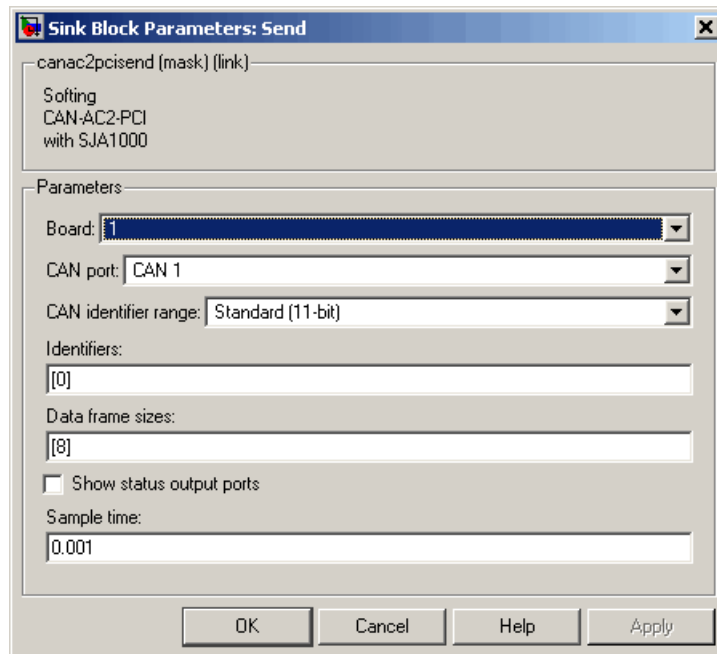 Sink Block Parameters: Send
canac2pcisend (mask) (link)
Softing
CAN-AC2-PCI
with SJA1000
Parameters
Board: 1
CAN port: CAN 1
CAN identifier range: Standard (11-bit)
Identifiers:
[0]
Data frame sizes:
[8]
Show status output ports
Sample time:
0.001
OK Cancel Help Apply